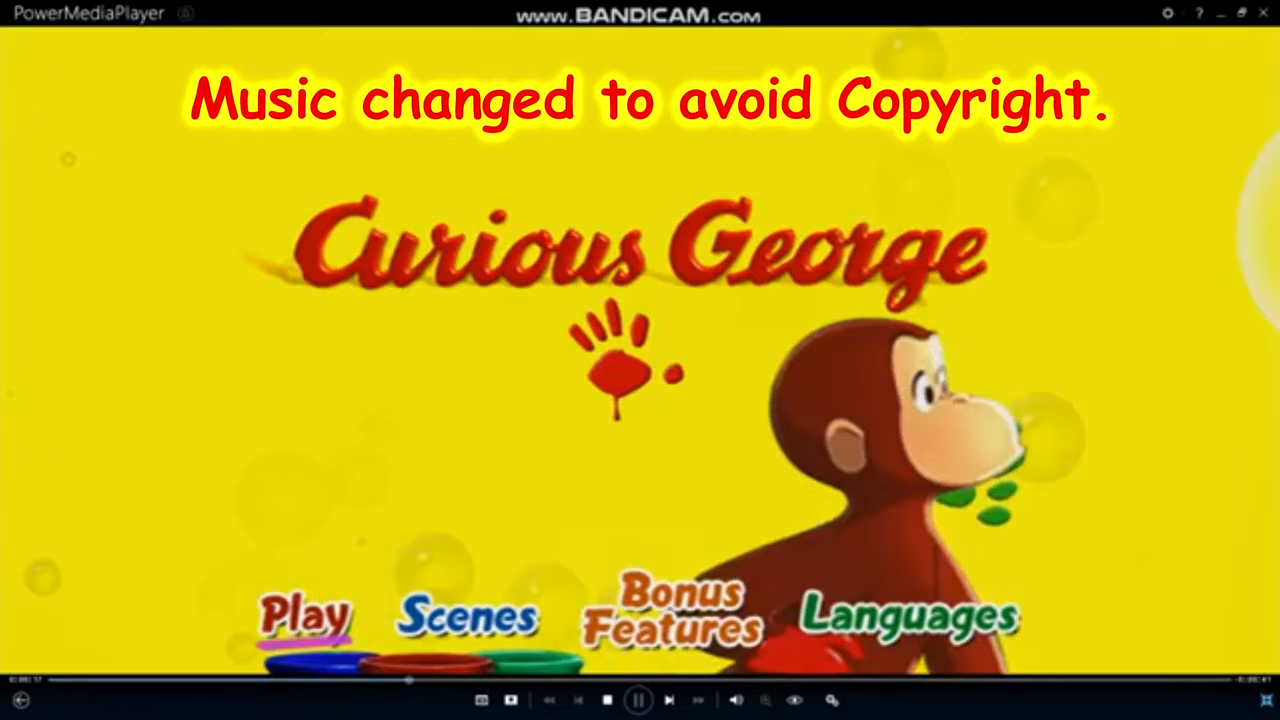 PowerMediaPlayer
www.BANDICAM.com
?
Music changed to avoid Copyright.
Curious George
Play
Scenes
Bonus
Features
Languages